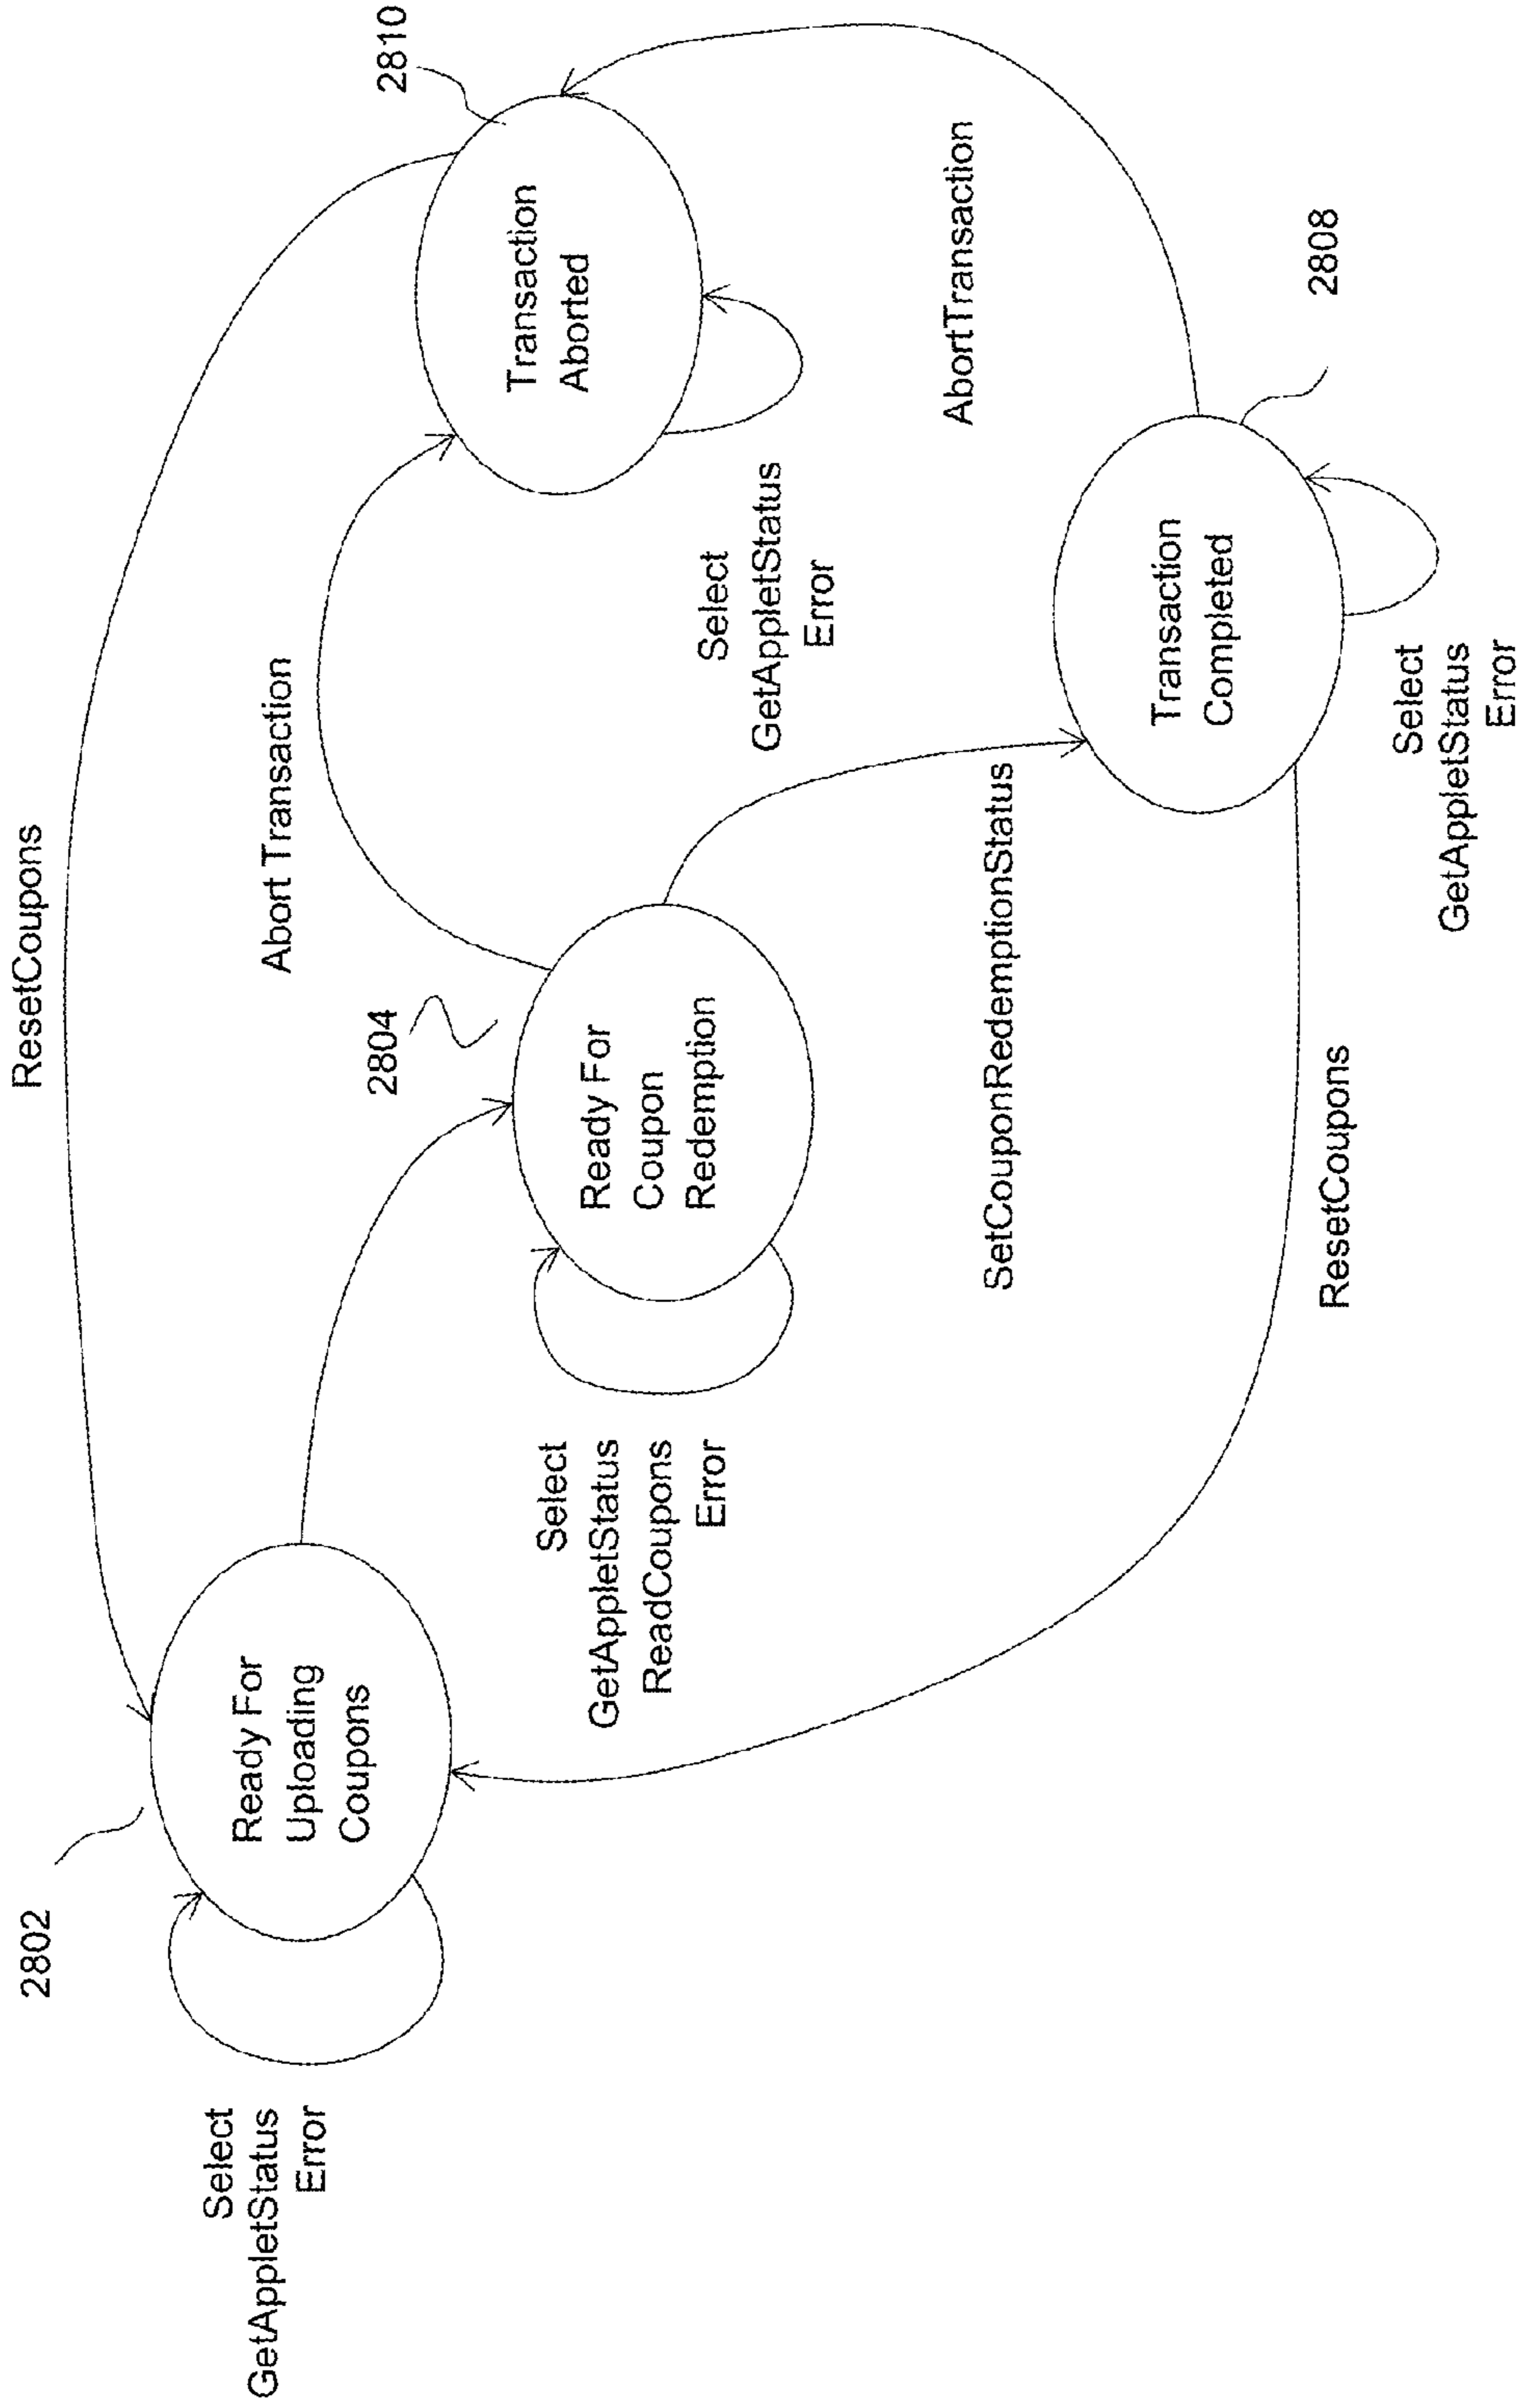 ResetCoupons
2802
Ready For
Uploading
Coupons
Select
GetAppletStatus
Error
Abort Transaction
2804
Ready For
Coupon
Redemption
Select
GetAppletStatus
ReadCoupons
Error
2810
Transaction
Aborted
Select
GetAppletStatus
Error
AbortTransaction
SetCouponRedemptionStatus
2808
Transaction
Completed
Select
GetAppletStatus
Error
ResetCoupons